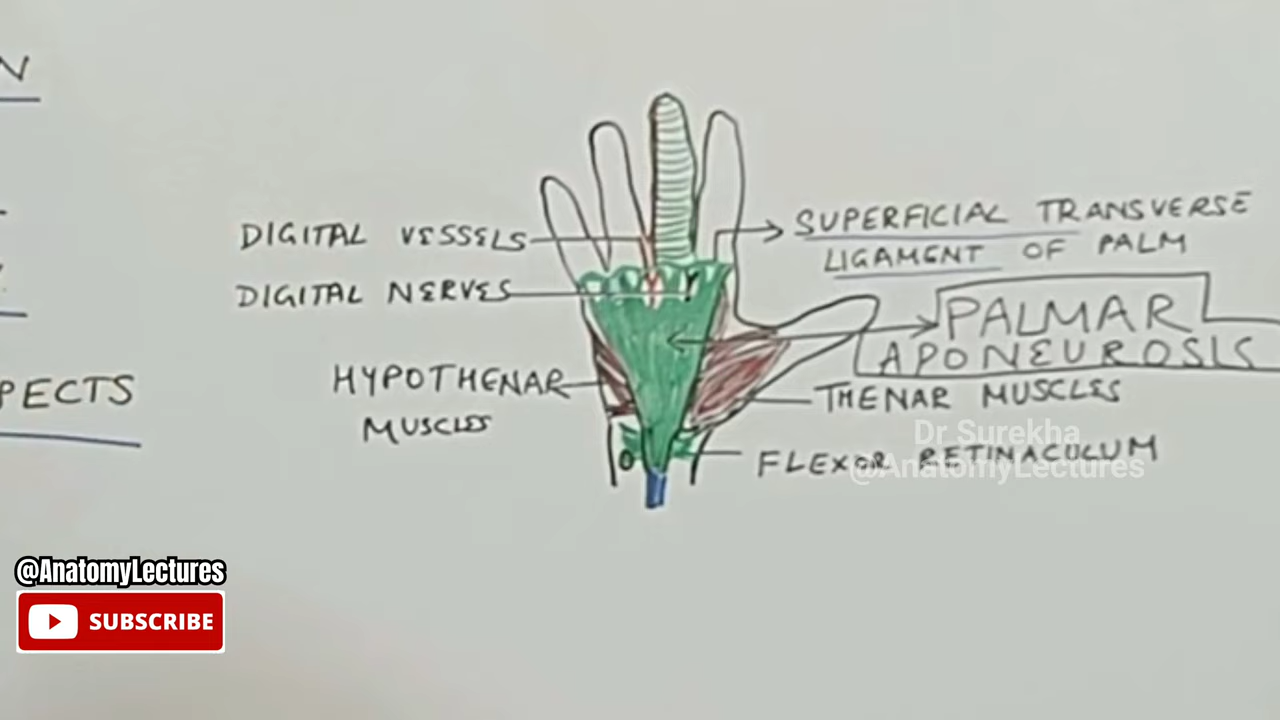 N
DIGITAL VESSELS
DIGITAL NERVES
HYPOTHENAR
MUSCLES
SUPERFICIAL TRANSVERSE
LIGAMENT OF PALM
PALMAR
APONEUROSIS
THENAR MUSCLES
FLEXOR RETINACULUM
PECTS
Dr Surekha
@AnatomyLectures
@AnatomyLectures
SUBSCRIBE